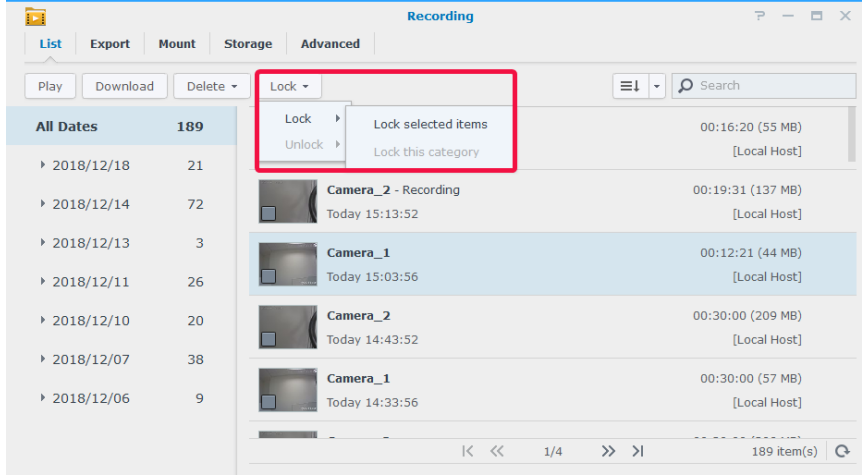 Recording
List Export Mount Storage Advanced
Play Download Delete Lock Search
All Dates 189
2018/12/18 21
2018/12/14 72
2018/12/13 3
2018/12/11 26
2018/12/10 20
2018/12/07 38
2018/12/06 9
Lock
Unlock
Lock selected items
Lock this category
00:16:20 (55 MB)
[Local Host]
Camera_2 - Recording 00:19:31 (137 MB)
Today 15:13:52 [Local Host]
Camera_1 00:12:21 (44 MB)
Today 15:03:56 [Local Host]
Camera_2 00:30:00 (209 MB)
Today 14:43:52 [Local Host]
Camera_1 00:30:00 (57 MB)
Today 14:33:56 [Local Host]
1/4 189 item(s)